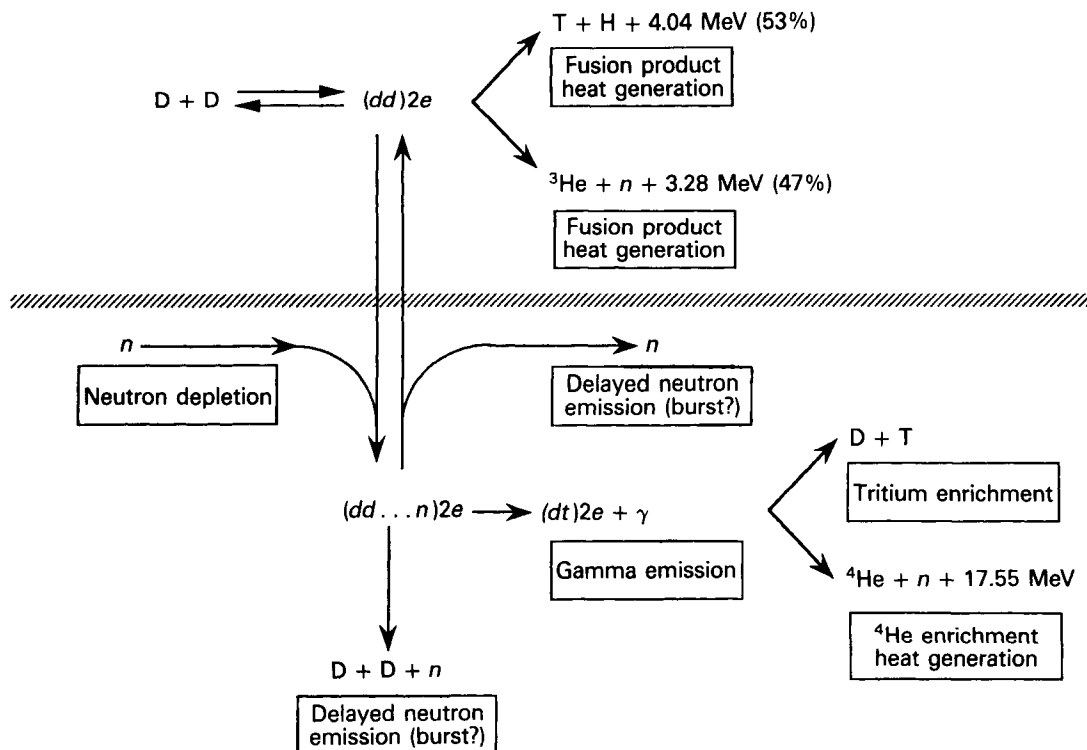 T + H + 4.04 MeV (53%)
Fusion product
heat generation
D + D
(dd)2e
³He + n + 3.28 MeV (47%)
Fusion product
heat generation
n
n
Neutron depletion
Delayed neutron
emission (burst?)
D + T
Tritium enrichment
(dd . . . n)2e
(dt)2e + γ
Gamma emission
⁴He + n + 17.55 MeV
⁴He enrichment
heat generation
D + D + n
Delayed neutron
emission (burst?)